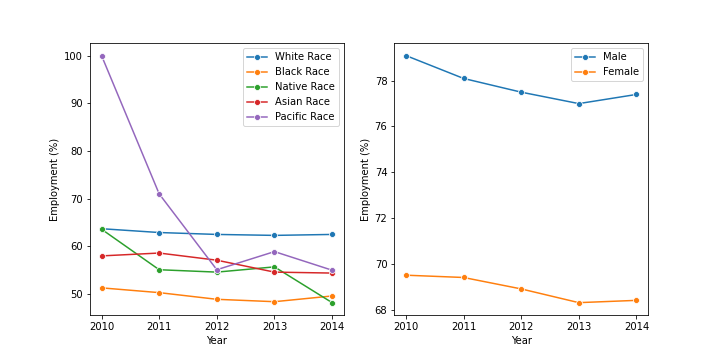 100
90
80
70
60
50
Employment (%)
2010 2011 2012 2013 2014
Year
White Race
Black Race
Native Race
Asian Race
Pacific Race
78
76
74
72
70
68
Employment (%)
2010 2011 2012 2013 2014
Year
Male
Female